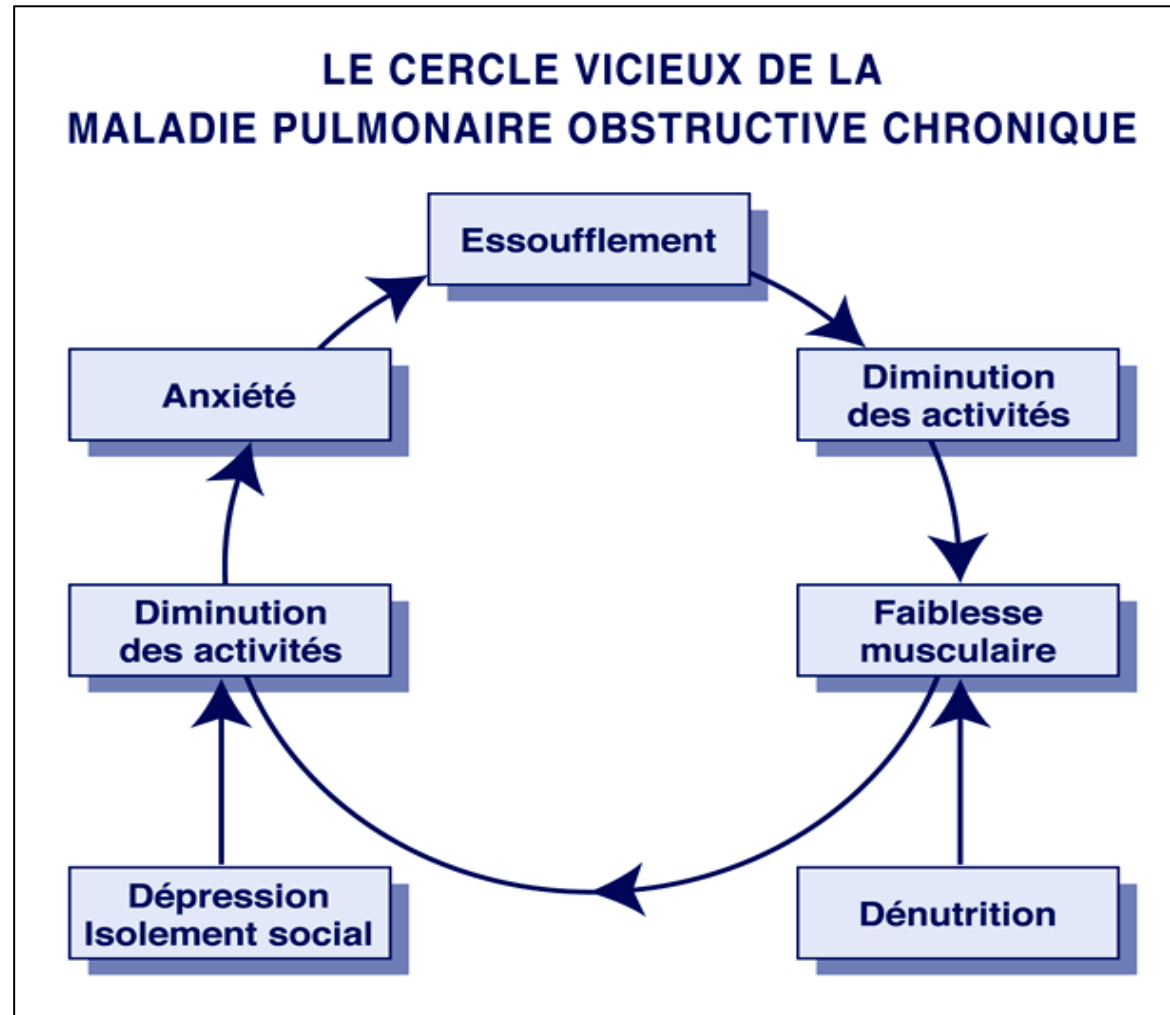 LE CERCLE VICIEUX DE LA
MALADIE PULMONAIRE OBSTRUCTIVE CHRONIQUE
Essoufflement
Anxiété
Diminution
des activités
Diminution
des activités
Faiblesse
musculaire
Dépression
Isolement social
Dénutrition